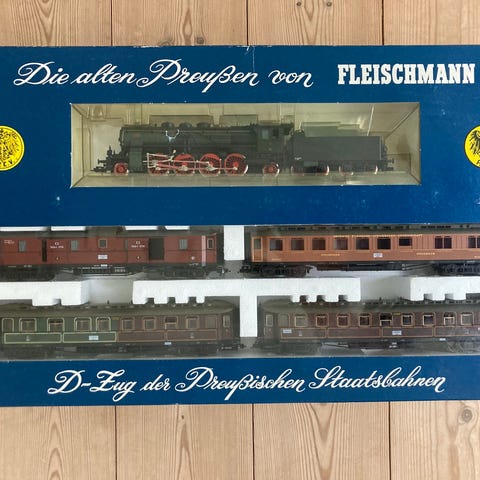 Die alten Preußen von FLEISCHMANN
D-Zug der Preußischen Staatsbahnen